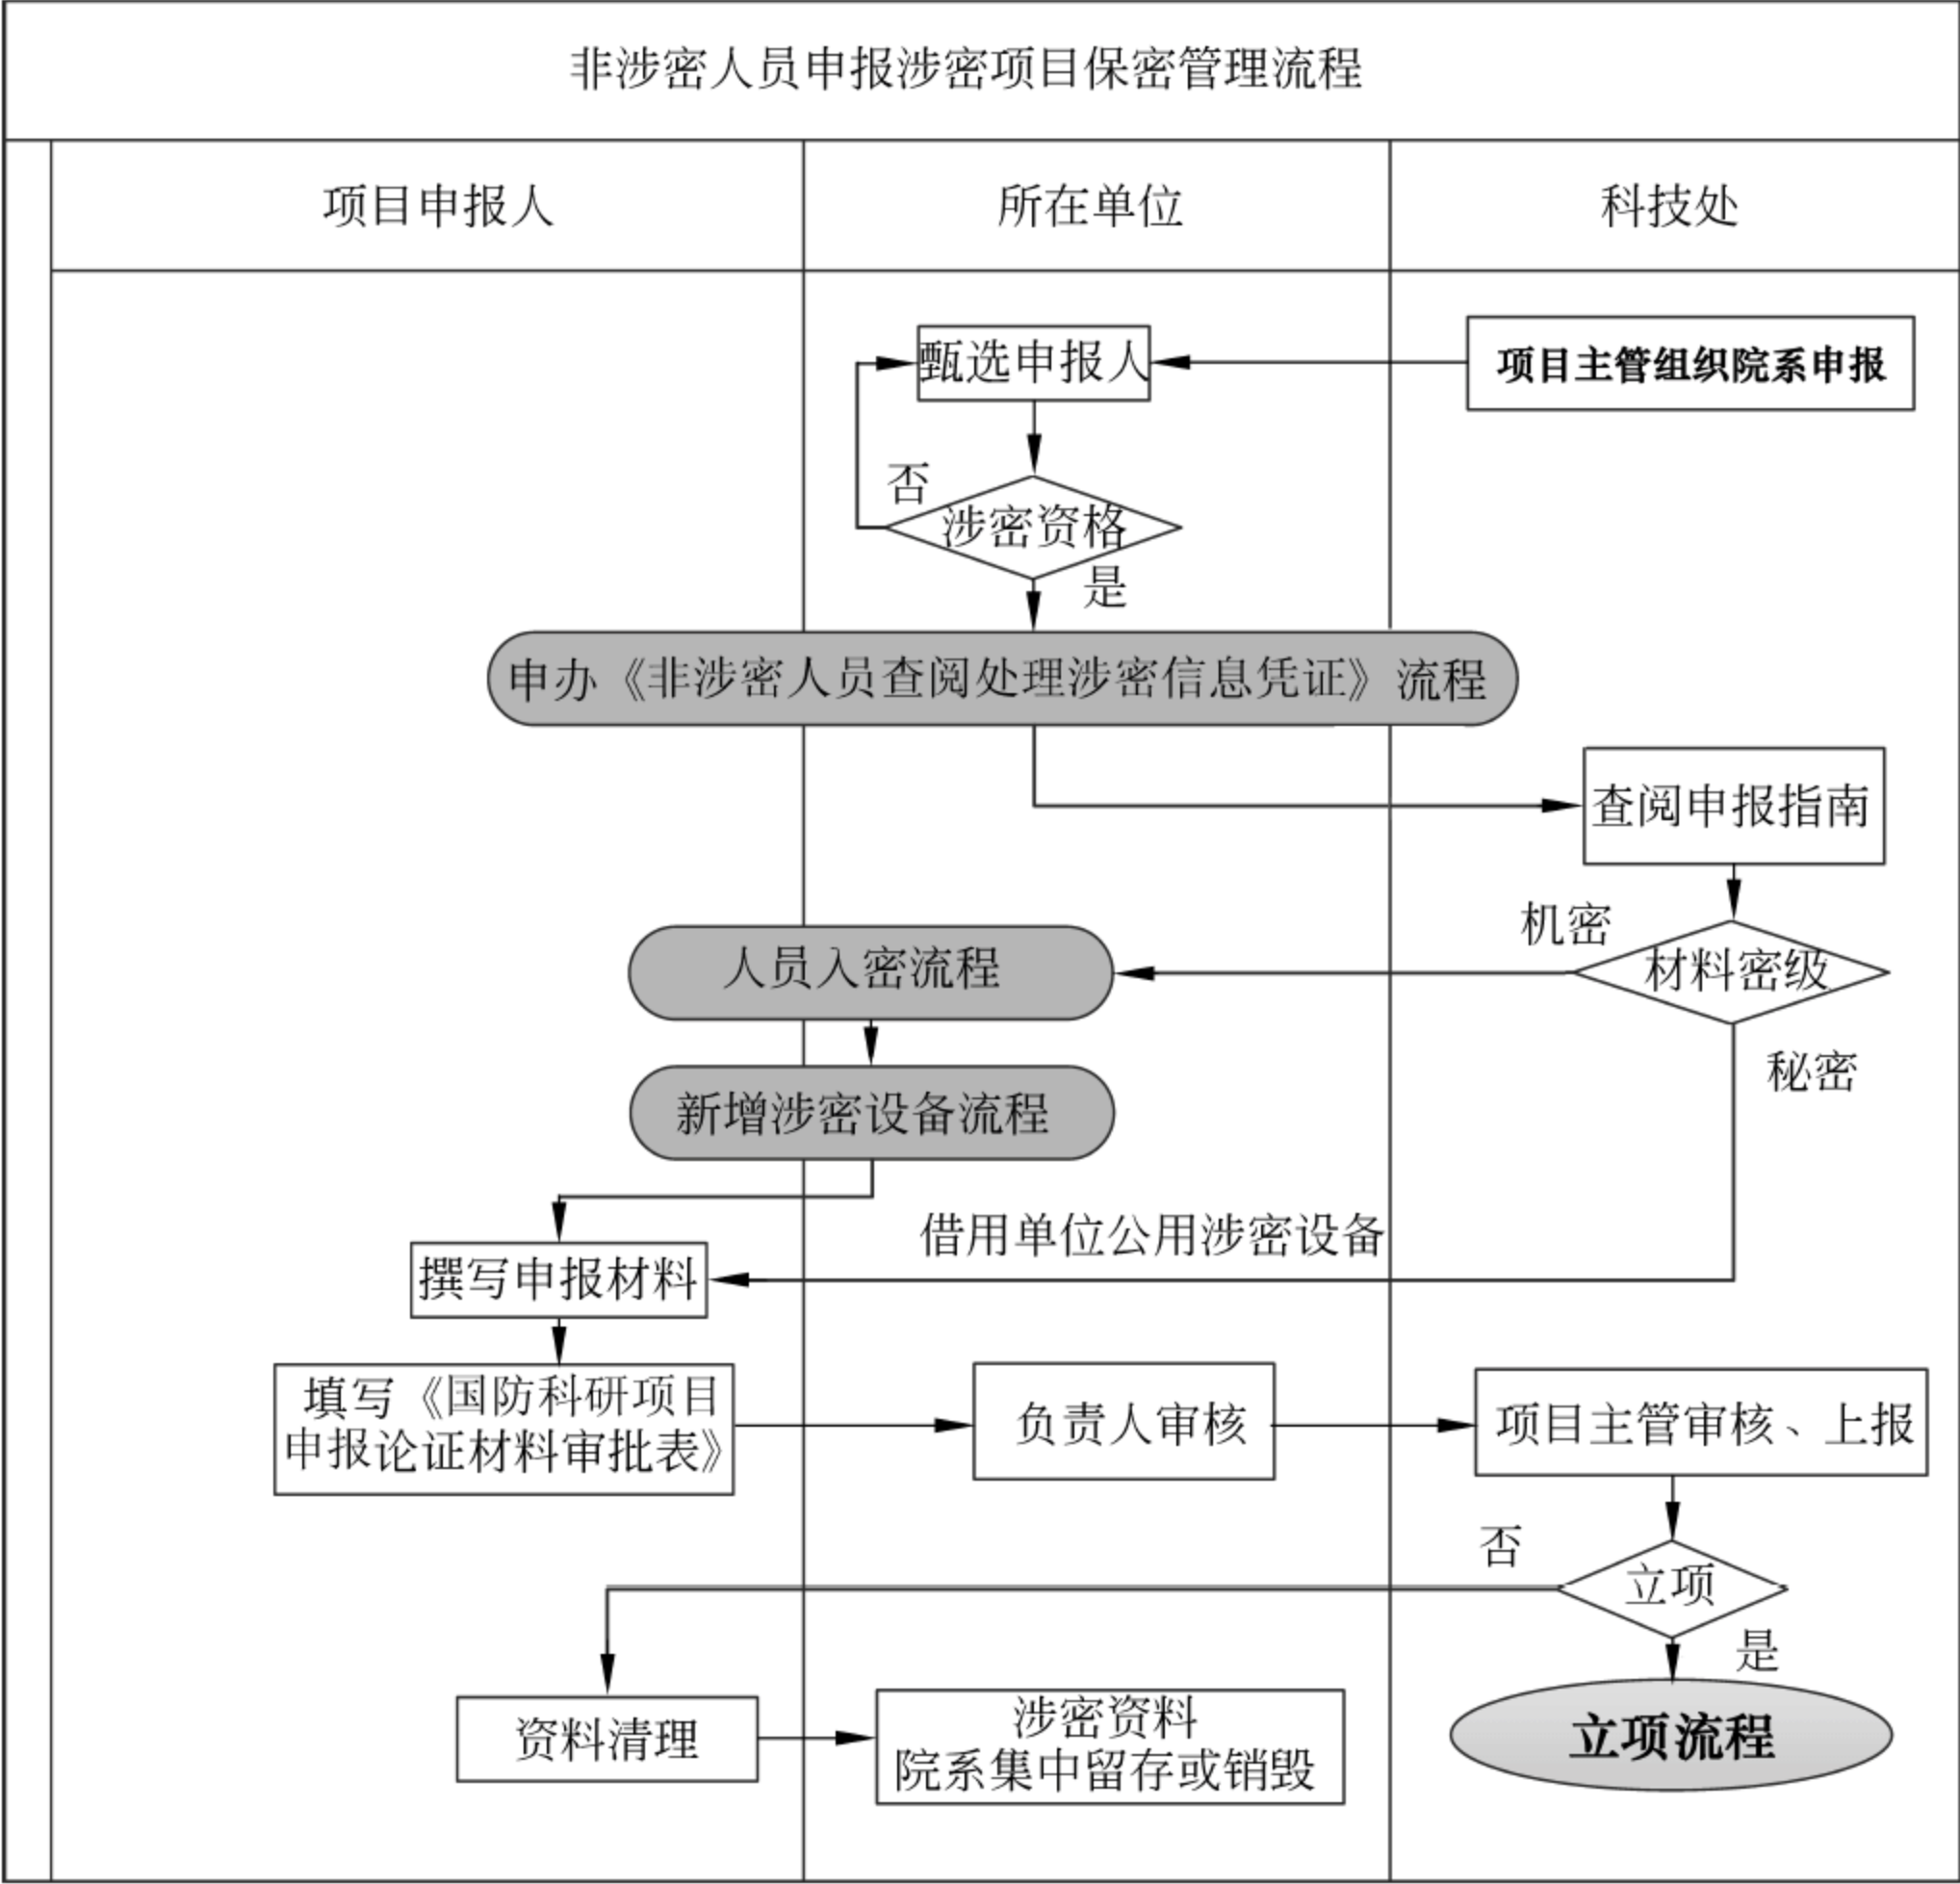 非涉密人员申报涉密项目保密管理流程
项目申报人
所在单位
科技处
甄选申报人
项目主管组织院系申报
否
涉密资格
是
申办《非涉密人员查阅处理涉密信息凭证》流程
查阅申报指南
机密
材料密级
人员入密流程
秘密
新增涉密设备流程
借用单位公用涉密设备
撰写申报材料
填写《国防科研项目
申报论证材料审批表》
负责人审核
项目主管审核、上报
否
立项
是
资料清理
涉密资料
院系集中留存或销毁
立项流程